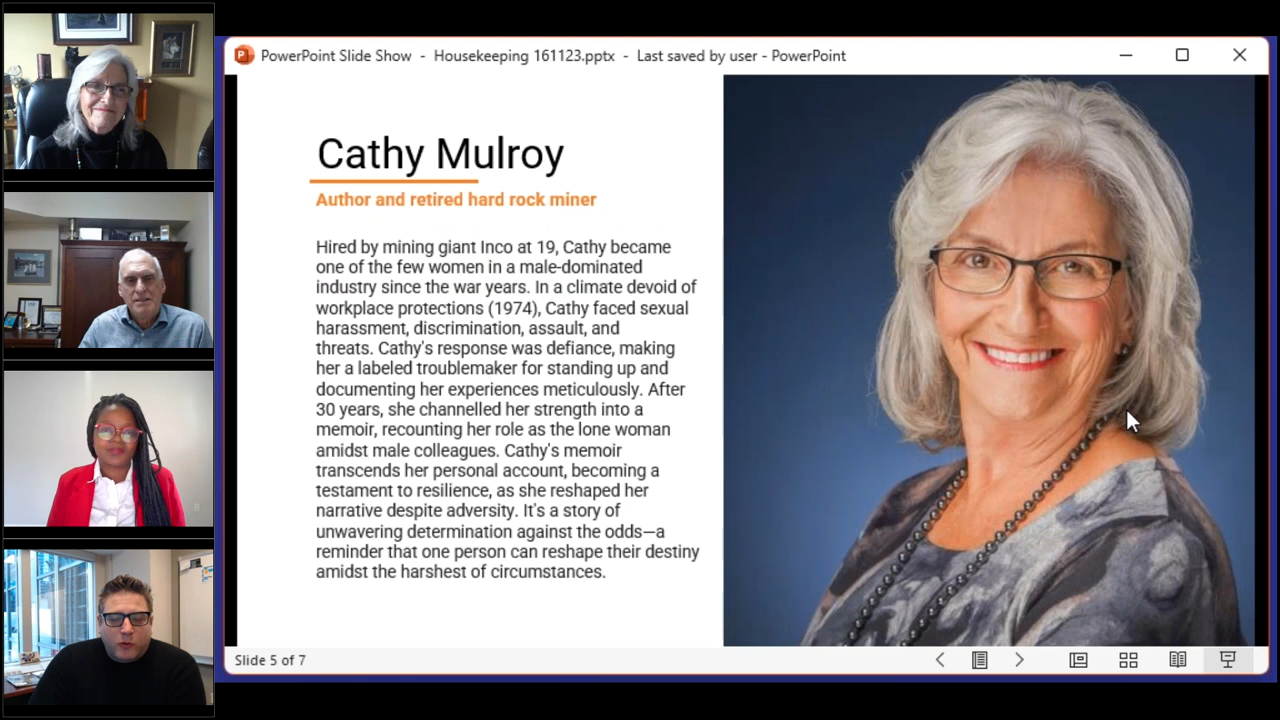 PowerPoint Slide Show - Housekeeping 161123.pptx - Last saved by user - PowerPoint
Cathy Mulroy
Author and retired hard rock miner
Hired by mining giant Inco at 19, Cathy became
one of the few women in a male-dominated
industry since the war years. In a climate devoid of
workplace protections (1974), Cathy faced sexual
harassment, discrimination, assault, and
threats. Cathy's response was defiance, making
her a labeled troublemaker for standing up and
documenting her experiences meticulously. After
30 years, she channelled her strength into a
memoir, recounting her role as the lone woman
amidst male colleagues. Cathy's memoir
transcends her personal account, becoming a
testament to resilience, as she reshaped her
narrative despite adversity. It's a story of
unwavering determination against the odds—a
reminder that one person can reshape their destiny
amidst the harshest of circumstances.
Slide 5 of 7